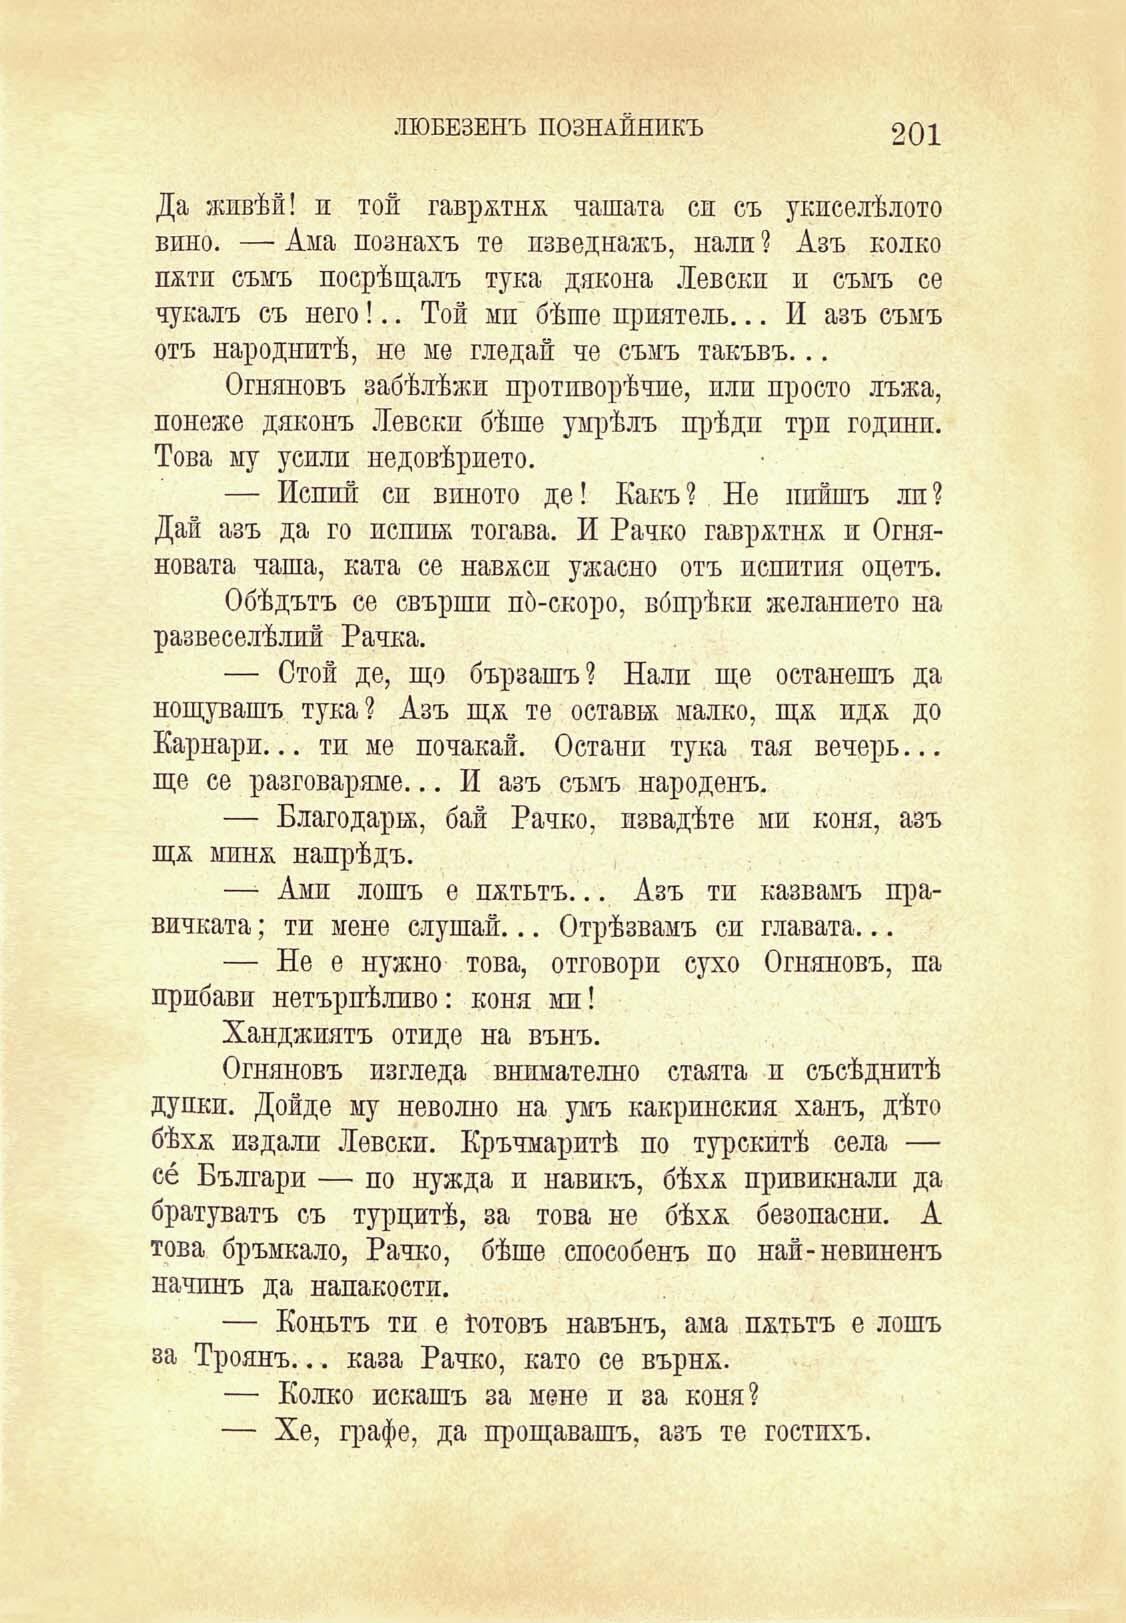 ЛЮБЕЗЕНЪ ПОЗНАЙНИКЪ
201
Да живѣй! и той гаврѫтнѫ чашата си съ укиселѣлото
вино. — Ама познахъ те изведнажъ, нали? Азъ колко
пѫти съмъ посрѣщалъ тука дякона Левски и съмъ се
чукалъ съ него!.. Той ми бѣше приятель... И азъ съмъ
отъ народнитѣ, не ме гледай че съмъ такъвъ...
Огняновъ забѣлѣжи противорѣчие, или просто лъжа,
понеже дяконъ Левски бѣше умрѣлъ прѣди три години.
Това му усили недовѣрието.
— Испий си виното де! Какъ? Не пийшъ ли?
Дай азъ да го испиѭ тогава. И Рачко гаврѫтнѫ и Огня-
новата чаша, ката се навѫси ужасно отъ испития оцетъ.
Обѣдътъ се свърши по̀-скоро, во́прѣки желанието на
развеселѣлий Рачка.
— Стой де, що бързашъ? Нали ще останешъ да
нощувашъ тука? Азъ щѫ те оставѭ малко, щѫ идѫ до
Карнари... ти ме почакай. Остани тука тая вечерь...
ще се разговаряме... И азъ съмъ народенъ.
— Благодарѭ, бай Рачко, извадѣте ми коня, азъ
щѫ минѫ напрѣдъ.
— Ами лошъ е пѫтьтъ... Азъ ти казвамъ пра-
вичката; ти мене слушай... Отрѣзвамъ си главата...
— Не е нужно това, отговори сухо Огняновъ, па
прибави нетърпѣливо: коня ми!
Ханджиятъ отиде на вънъ.
Огняновъ изгледа внимателно стаята и съсѣднитѣ
дупки. Дойде му неволно на умъ какринския ханъ, дѣто
бѣхѫ издали Левски. Кръчмаритѣ по турскитѣ села —
се́ Българи — по нужда и навикъ, бѣхѫ привикнали да
братуватъ съ турцитѣ, за това не бѣхѫ безопасни. А
това бръмкало, Рачко, бѣше способенъ по най-невиненъ
начинъ да напакости.
— Коньтъ ти е готовъ навънъ, ама пѫтьтъ е лошъ
за Троянъ... каза Рачко, като се върнѫ.
— Колко искашъ за мене и за коня?
— Хе, графе, да прощавашъ, азъ те гостихъ.